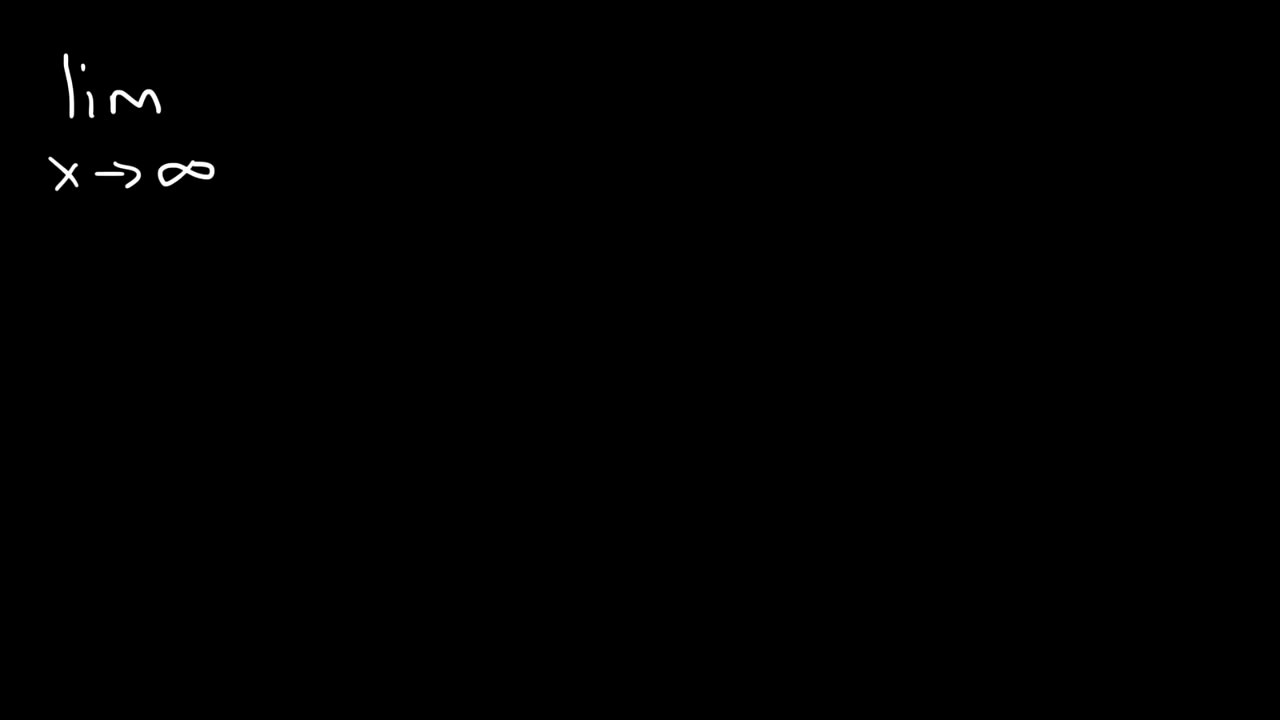 lim
x → ∞